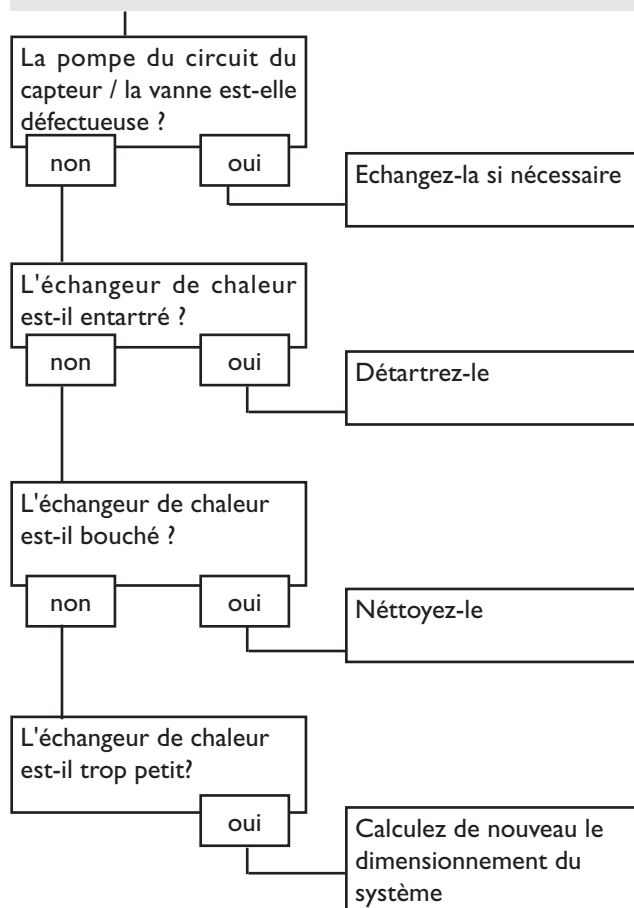 La pompe du circuit du
capteur / la vanne est-elle
défectueuse ?
non
oui
Echangez-la si nécessaire
L'échangeur de chaleur
est-il entartré ?
non
oui
Détartrez-le
L'échangeur de chaleur
est-il bouché ?
non
oui
Néttoyez-le
L'échangeur de chaleur
est-il trop petit?
oui
Calculez de nouveau le
dimensionnement du
système